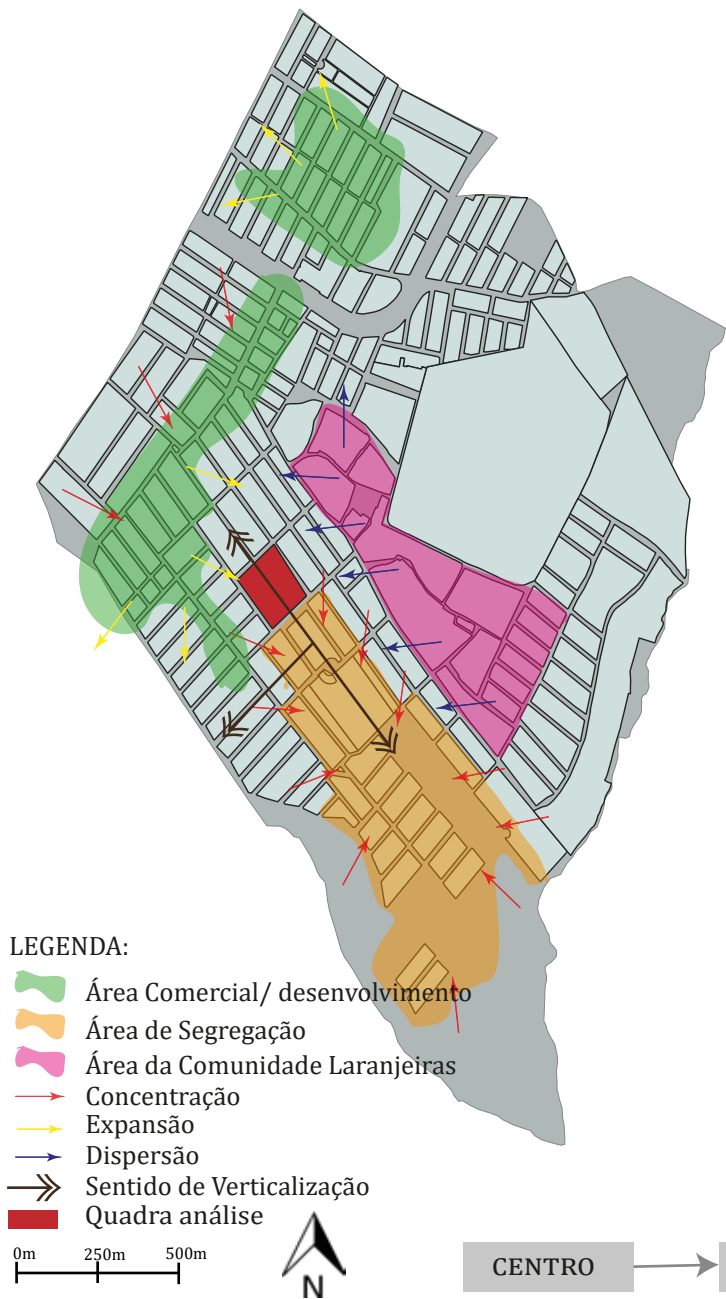 LEGENDA:
Área Comercial/ desenvolvimento
Área de Segregação
Área da Comunidade Laranjeiras
Concentração
Expansão
Dispersão
Sentido de Verticalização
Quadra análise
0m 250m 500m
N
CENTRO